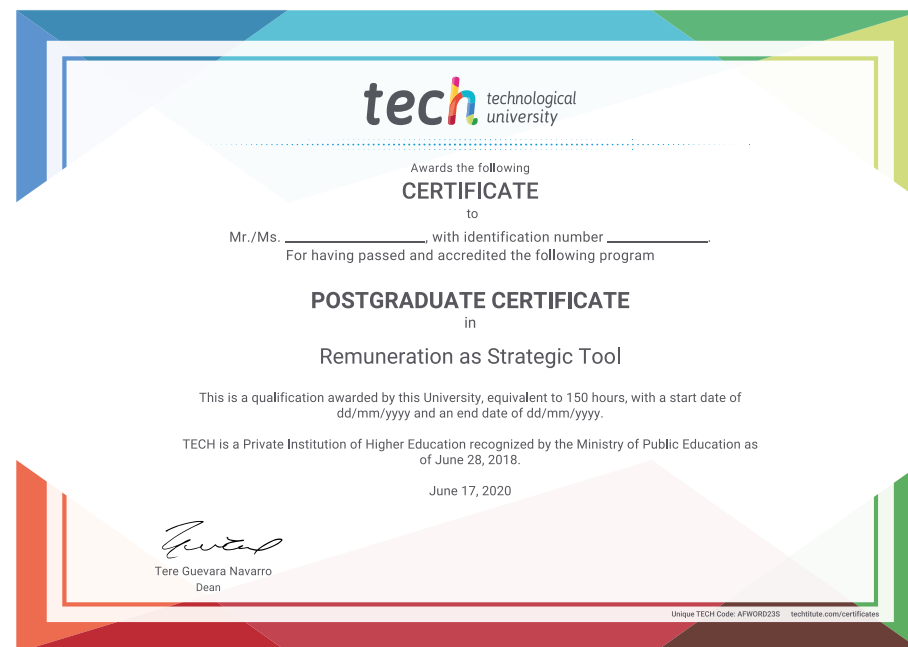 tech technological
university
Awards the following
CERTIFICATE
to
Mr./Ms. ____________, with identification number ____________.
For having passed and accredited the following program
POSTGRADUATE CERTIFICATE
in
Remuneration as Strategic Tool
This is a qualification awarded by this University, equivalent to 150 hours, with a start date of
dd/mm/yyyy and an end date of dd/mm/yyyy.
TECH is a Private Institution of Higher Education recognized by the Ministry of Public Education as
of June 28, 2018.
June 17, 2020
Tere Guevara Navarro
Dean
Unique TECH Code: AFWORD23S techtitute.com/certificates